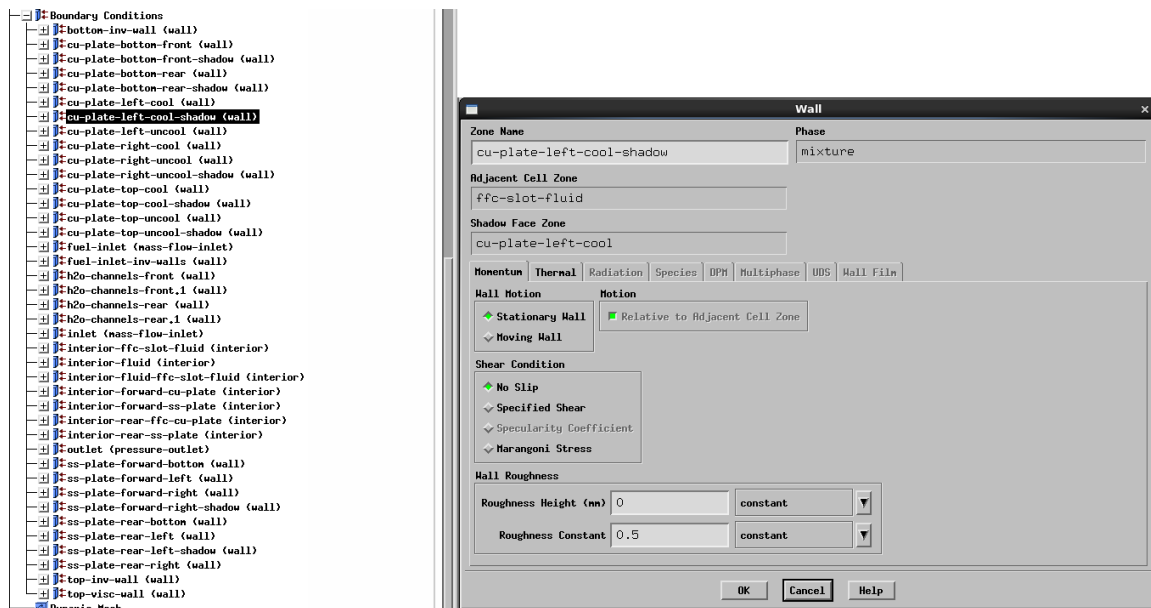 Boundary Conditions
bottom-inv-wall (wall)
cu-plate-bottom-front (wall)
cu-plate-bottom-front-shadow (wall)
cu-plate-bottom-rear (wall)
cu-plate-bottom-rear-shadow (wall)
cu-plate-left-cool (wall)
cu-plate-left-cool-shadow (wall)
cu-plate-left-uncool (wall)
cu-plate-right-cool (wall)
cu-plate-right-uncool (wall)
cu-plate-right-uncool-shadow (wall)
cu-plate-top-cool (wall)
cu-plate-top-cool-shadow (wall)
cu-plate-top-uncool (wall)
cu-plate-top-uncool-shadow (wall)
fuel-inlet (mass-flow-inlet)
fuel-inlet-inv-walls (wall)
h2o-channels-front (wall)
h2o-channels-front.1 (wall)
h2o-channels-rear (wall)
h2o-channels-rear.1 (wall)
inlet (mass-flow-inlet)
interior-ffc-slot-fluid (interior)
interior-fluid (interior)
interior-fluid-ffc-slot-fluid (interior)
interior-forward-cu-plate (interior)
interior-forward-ss-plate (interior)
interior-rear-ffc-cu-plate (interior)
interior-rear-ss-plate (interior)
outlet (pressure-outlet)
ss-plate-forward-bottom (wall)
ss-plate-forward-left (wall)
ss-plate-forward-right (wall)
ss-plate-forward-right-shadow (wall)
ss-plate-rear-bottom (wall)
ss-plate-rear-left (wall)
ss-plate-rear-left-shadow (wall)
ss-plate-rear-right (wall)
top-inv-wall (wall)
top-visc-wall (wall)
Dynamic Mesh
Wall
Zone Name Phase
cu-plate-left-cool-shadow mixture
Adjacent Cell Zone
ffc-slot-fluid
Shadow Face Zone
cu-plate-left-cool
Momentum Thermal Radiation Species DPM Multiphase UDS Wall Film
Wall Motion Motion
Stationary Wall Relative to Adjacent Cell Zone
Moving Wall
Shear Condition
No Slip
Specified Shear
Specularity Coefficient
Marangoni Stress
Wall Roughness
Roughness Height (mm) 0 constant
Roughness Constant 0.5 constant
OK Cancel Help